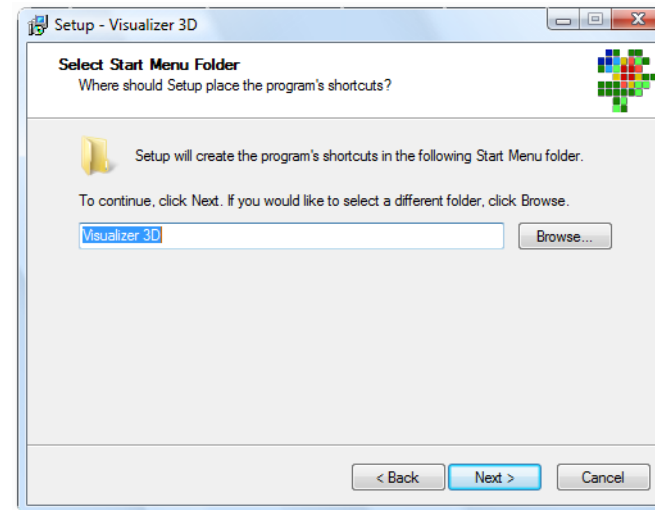 Setup - Visualizer 3D
Select Start Menu Folder
Where should Setup place the program's shortcuts?
Setup will create the program's shortcuts in the following Start Menu folder.
To continue, click Next. If you would like to select a different folder, click Browse.
Visualizer 3D
Browse...
< Back
Next >
Cancel